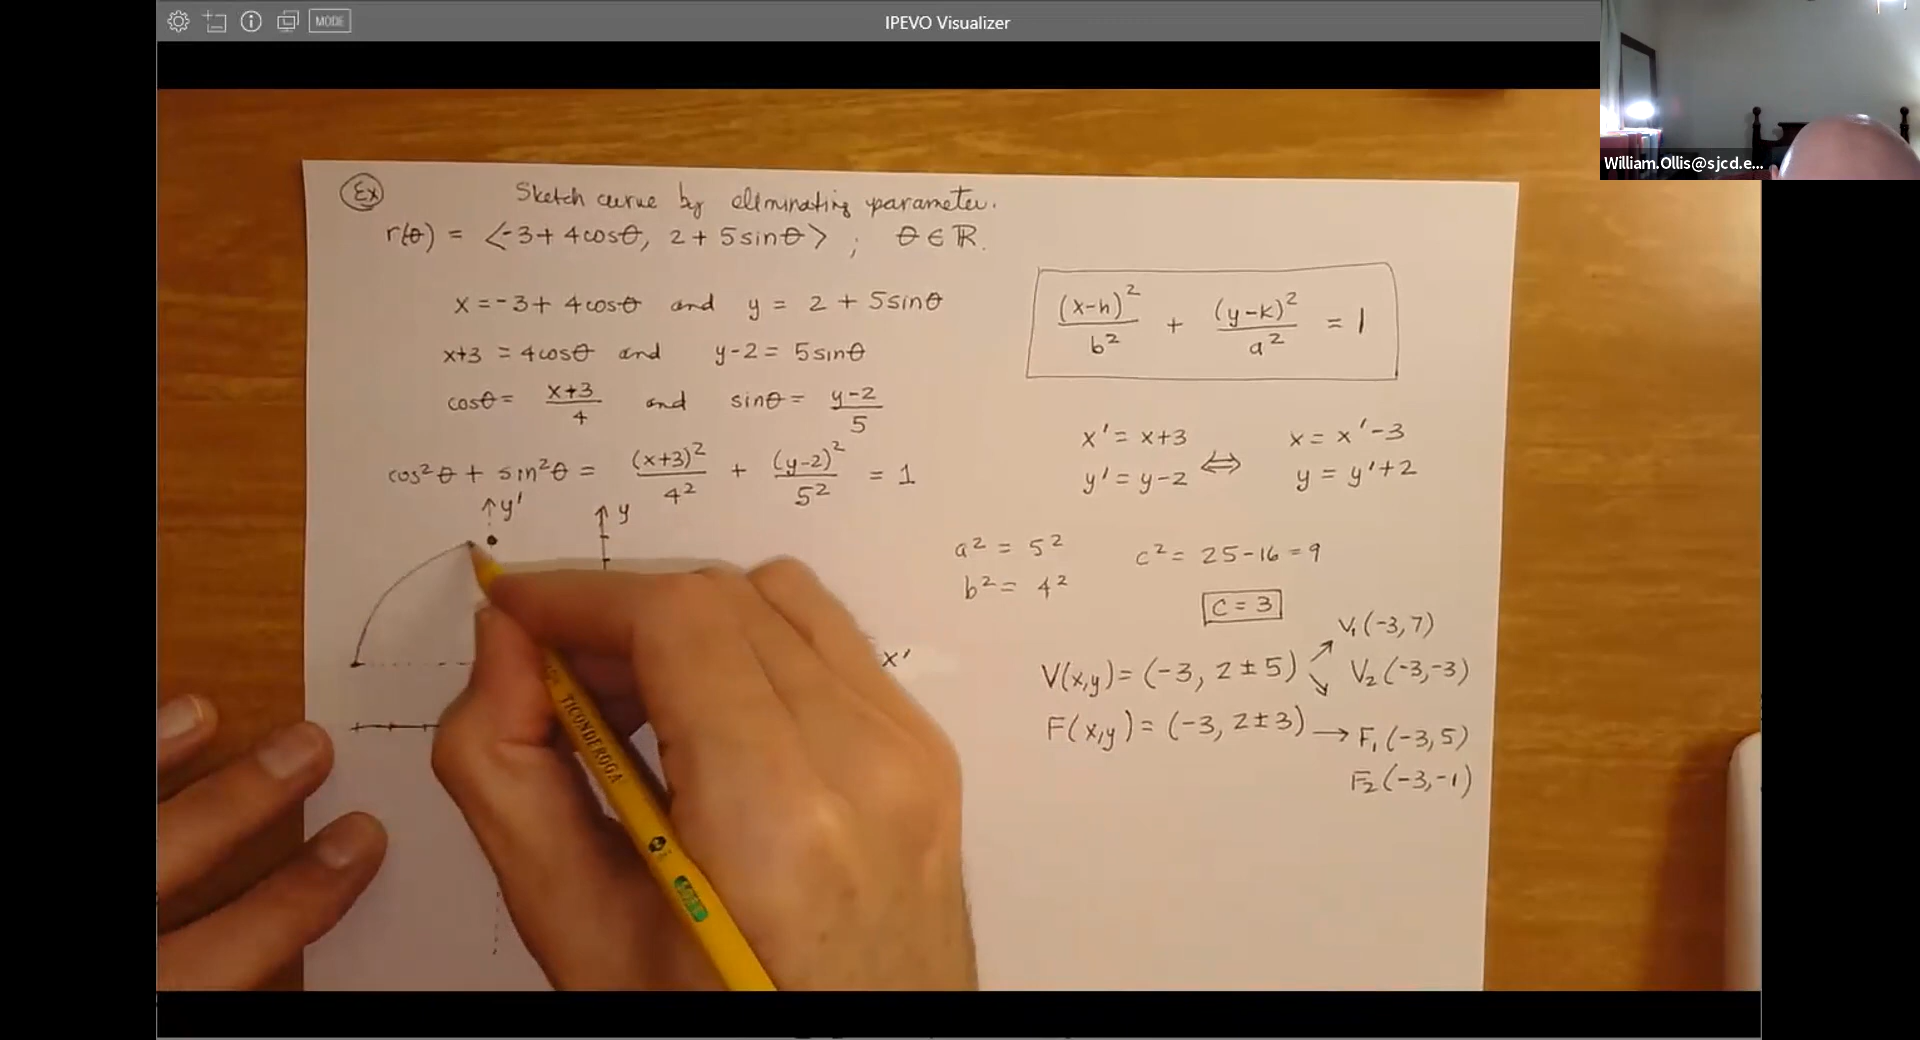 MODE
IPEVO Visualizer
William.Ollis@sjcd.e...
Ex
Sketch curve by eliminating parameter.
r(θ) = <-3+4cosθ, 2+5sinθ> ; θ∈ℝ.
x = -3+ 4cosθ and y = 2 + 5sinθ
x+3 = 4cosθ and y-2 = 5sinθ
cosθ = (x+3)/4 and sinθ = (y-2)/5
cos²θ + sin²θ = (x+3)²/4² + (y-2)²/5² = 1
y'
y
x'
(x-h)²/b² + (y-k)²/a² = 1
x' = x+3 ⇔ x = x'-3
y' = y-2 y = y'+2
a² = 5² c² = 25-16 = 9
b² = 4²
c = 3
V₁(-3,7)
V(x,y) = (-3, 2±5) V₂(-3,-3)
F(x,y) = (-3, 2±3) → F₁(-3,5)
F₂(-3,-1)
TICONDEROGA